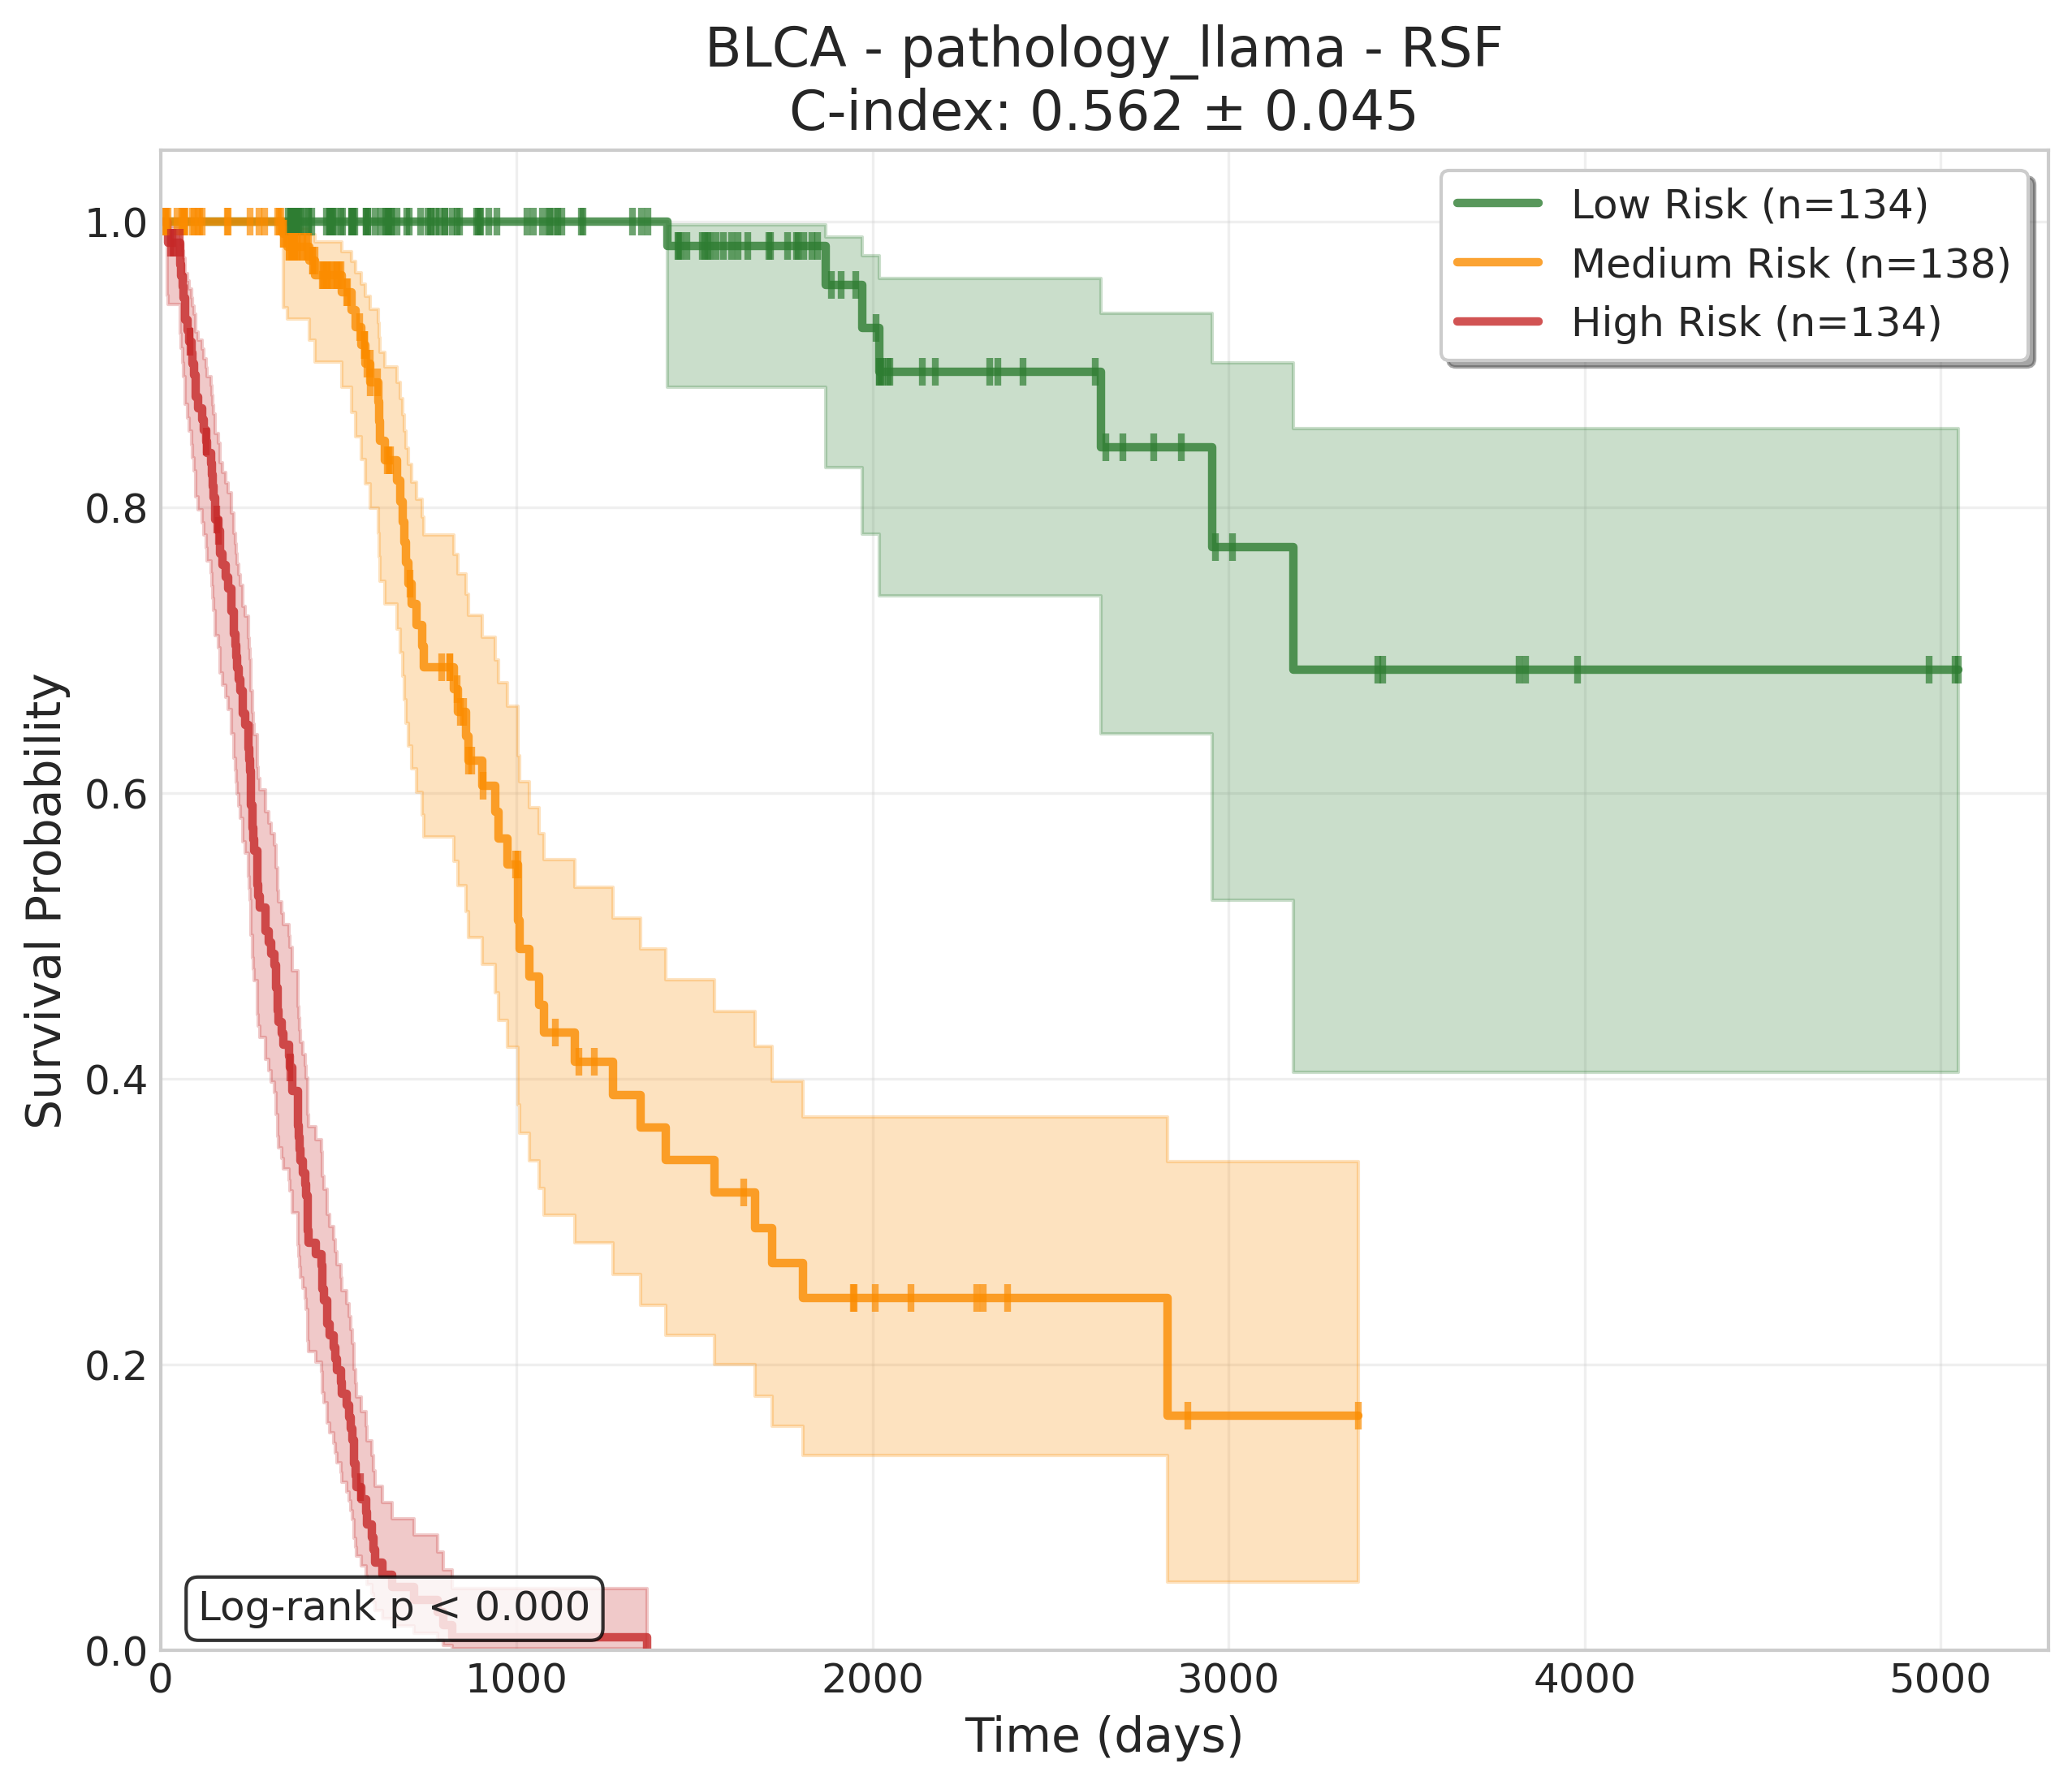 BLCA - pathology_llama - RSF
C-index: 0.562 ± 0.045
Low Risk (n=134)
Medium Risk (n=138)
High Risk (n=134)
Survival Probability
1.0
0.8
0.6
0.4
0.2
0.0
Log-rank p < 0.000
0 1000 2000 3000 4000 5000
Time (days)